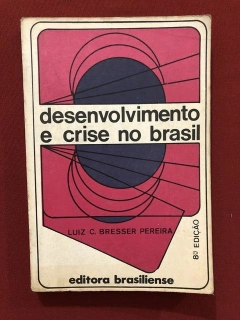 desenvolvimento
e crise no brasil
LUIZ C. BRESSER PEREIRA
8ª EDIÇÃO
editora brasiliense